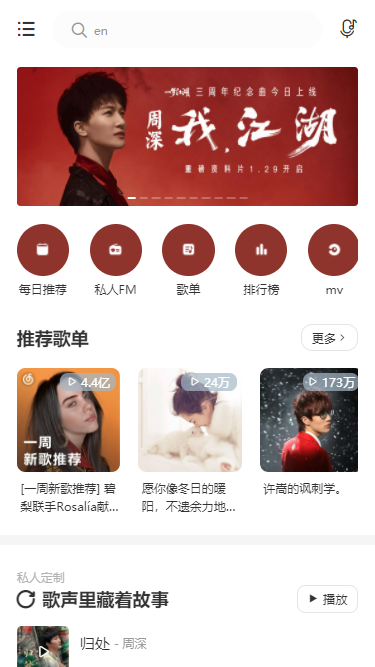 en
一梦江湖 三周年纪念曲今日上线
周深
我，江湖
重磅资料片1.29开启
每日推荐
私人FM
歌单
排行榜
mv
推荐歌单
更多
4.4亿
24万
173万
一周
新歌推荐
[一周新歌推荐] 碧
梨联手Rosalía献...
愿你像冬日的暖
阳，不遗余力地...
许嵩的讽刺学。
私人定制
歌声里藏着故事
播放
归处 - 周深